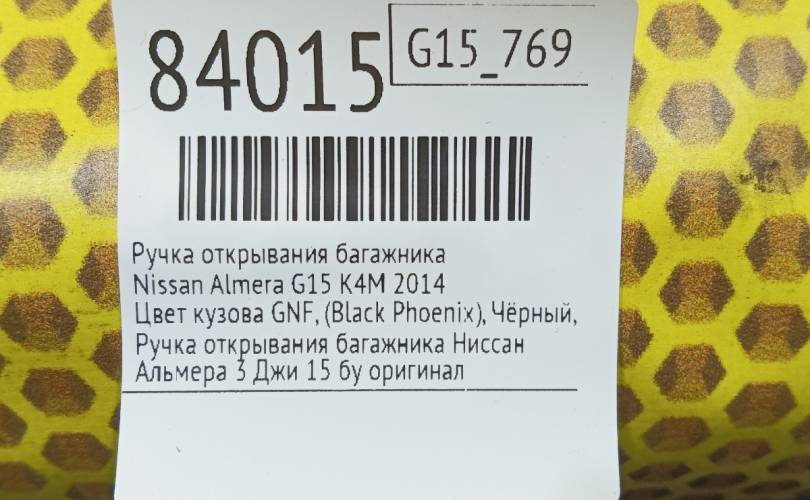 84015
G15_769
Ручка открывания багажника
Nissan Almera G15 K4M 2014
Цвет кузова GNF, (Black Phoenix), Чёрный,
Ручка открывания багажника Ниссан
Альмера 3 Джи 15 бу оригинал